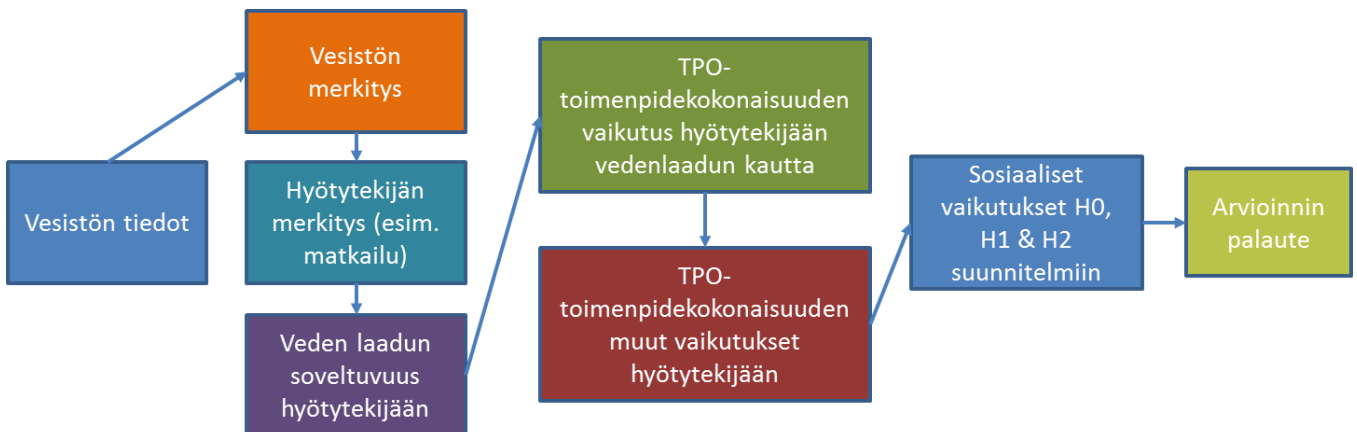 Vesistön tiedot
Vesistön
merkitys
Hyötytekijän
merkitys (esim.
matkailu)
Veden laadun
soveltuvuus
hyötytekijään
TPO-
toimenpidekokonaisuuden
vaikutus hyötytekijään
vedenlaadun kautta
TPO-
toimenpidekokonaisuuden
muut vaikutukset
hyötytekijään
Sosiaaliset
vaikutukset H0,
H1 & H2
suunnitelmiin
Arvioinnin
palaute